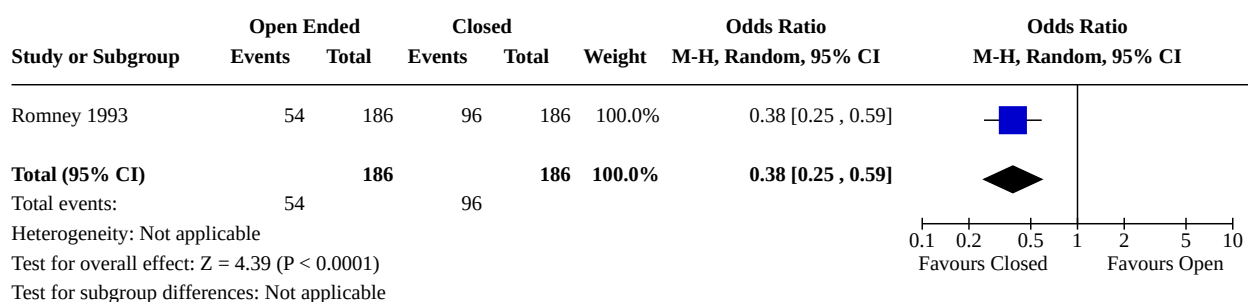 Open Ended Closed Odds Ratio Odds Ratio
Study or Subgroup Events Total Events Total Weight M-H, Random, 95% CI M-H, Random, 95% CI
Romney 1993 54 186 96 186 100.0% 0.38 [0.25 , 0.59]
Total (95% CI) 186 186 100.0% 0.38 [0.25 , 0.59]
Total events: 54 96
Heterogeneity: Not applicable
0.1 0.2 0.5 1 2 5 10
Test for overall effect: Z = 4.39 (P < 0.0001) Favours Closed Favours Open
Test for subgroup differences: Not applicable